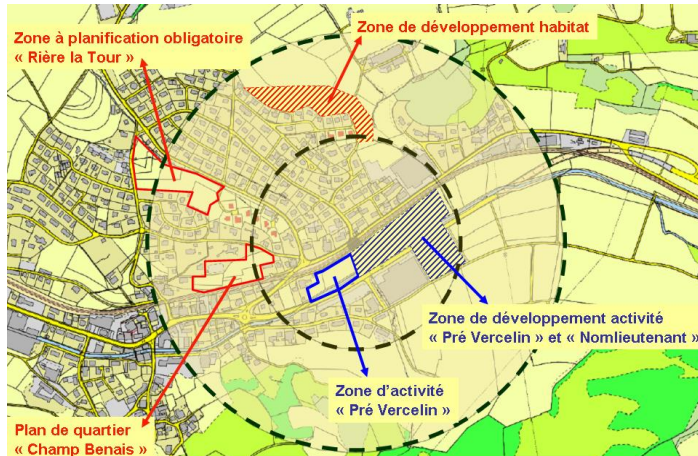 Zone à planification obligatoire
« Rière la Tour »
Zone de développement habitat
Zone de développement activité
« Pré Vercelin » et « Nomlieutenant »
Zone d'activité
« Pré Vercelin »
Plan de quartier
« Champ Benais »